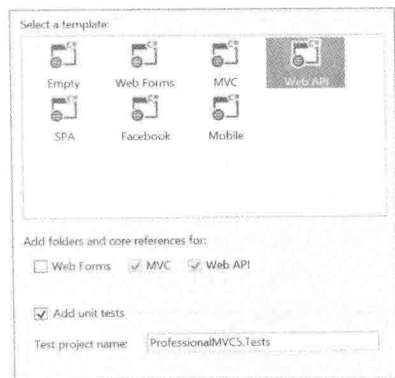 Select a template:
C# C# C# C#
Empty Web Forms MVC Web API
C# C# C#
SPA Facebook Mobile
Add folders and core references for:
Web Forms MVC Web API
Add unit tests
Test project name: ProfessionalMVC5.Tests